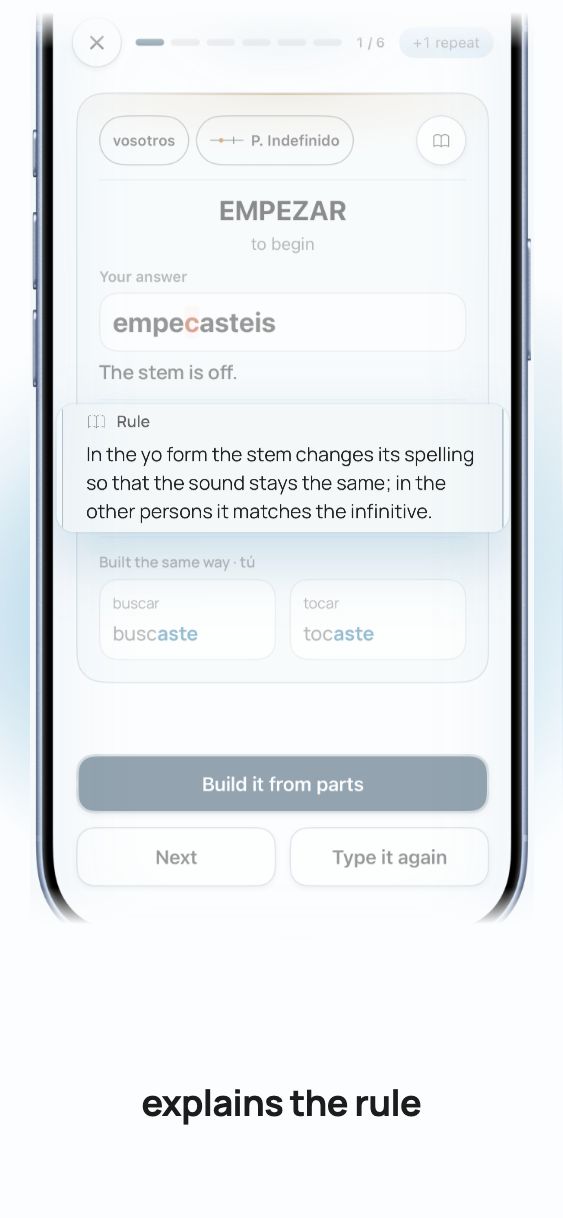 1 / 6
+1 repeat
vosotros
P. Indefinido
EMPEZAR
to begin
Your answer
empecasteis
The stem is off.
Rule
In the yo form the stem changes its spelling
so that the sound stays the same; in the
other persons it matches the infinitive.
Built the same way · tú
buscar
tocar
buscaste
tocaste
Build it from parts
Next
Type it again
explains the rule